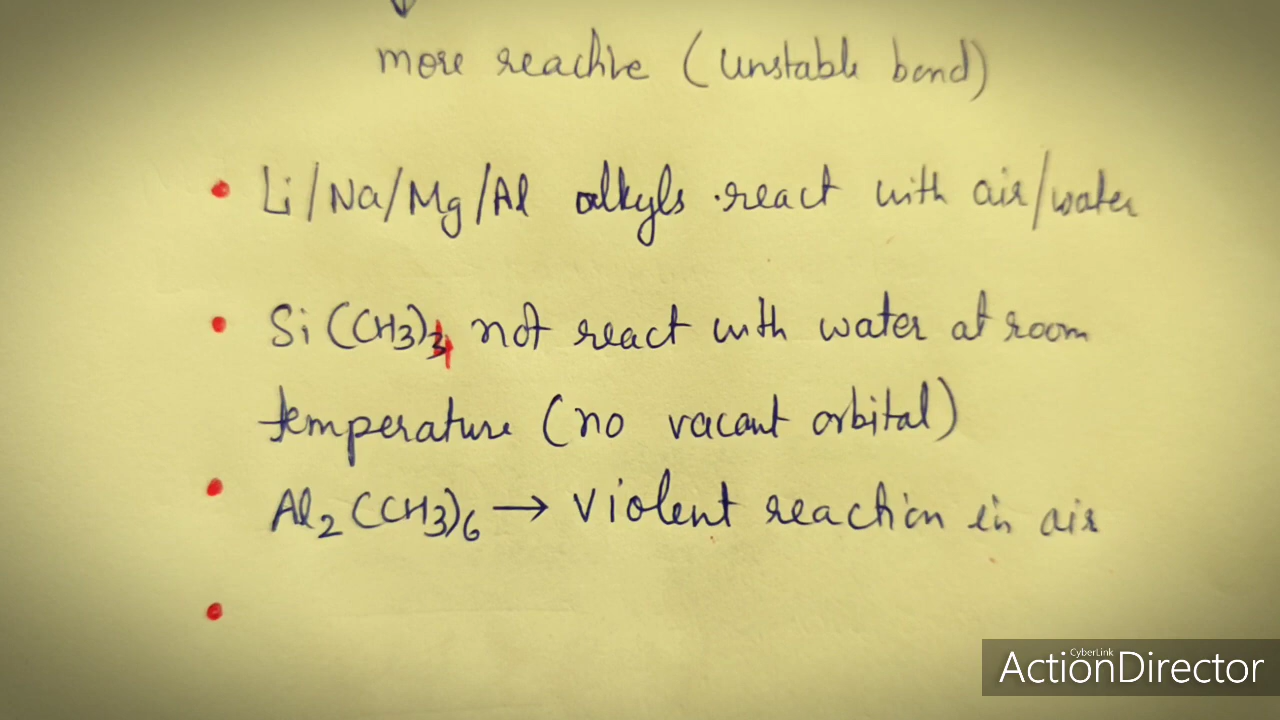 more reactive (unstable bond)
• Li/Na/Mg/Al alkyls react with air/water
• Si(CH3)4 not react with water at room
temperature (no vacant orbital)
• Al2(CH3)6 → Violent reaction in air
CyberLink
ActionDirector